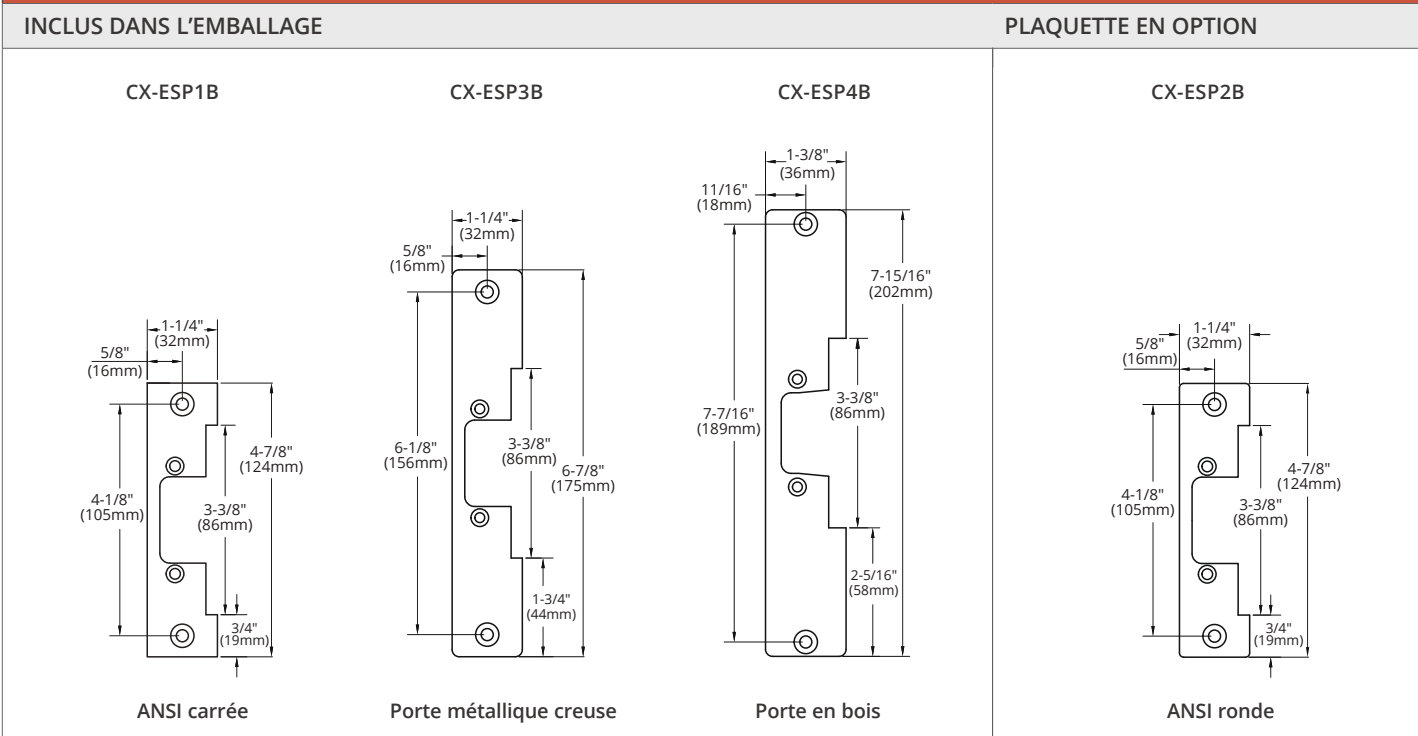 INCLUS DANS L’EMBALLAGE
PLAQUETTE EN OPTION
CX-ESP1B
1-1/4"
(32mm)
5/8"
(16mm)
4-7/8"
(124mm)
4-1/8"
(105mm)
3-3/8"
(86mm)
3/4"
(19mm)
ANSI carrée
CX-ESP3B
1-1/4"
(32mm)
5/8"
(16mm)
6-1/8"
(156mm)
3-3/8"
(86mm)
6-7/8"
(175mm)
1-3/4"
(44mm)
Porte métallique creuse
CX-ESP4B
1-3/8"
(36mm)
11/16"
(18mm)
7-15/16"
(202mm)
7-7/16"
(189mm)
3-3/8"
(86mm)
2-5/16"
(58mm)
Porte en bois
CX-ESP2B
1-1/4"
(32mm)
5/8"
(16mm)
4-7/8"
(124mm)
4-1/8"
(105mm)
3-3/8"
(86mm)
3/4"
(19mm)
ANSI ronde